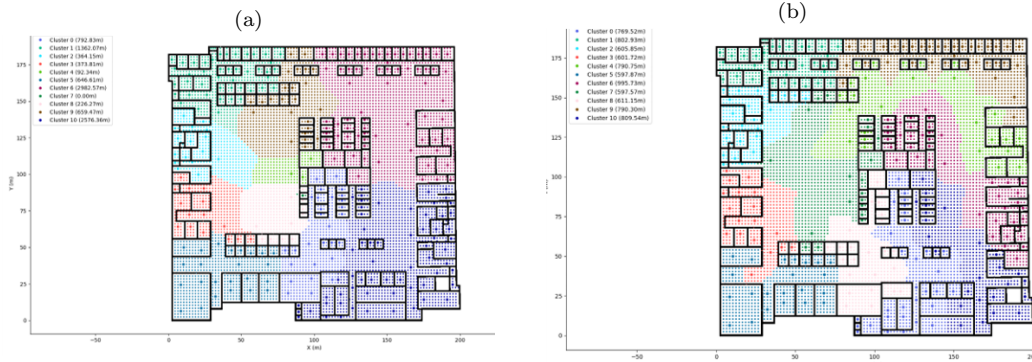 (a)
Cluster 0 (792.83m)
Cluster 1 (1362.07m)
Cluster 2 (364.15m)
Cluster 3 (373.81m)
Cluster 4 (92.34m)
Cluster 5 (646.61m)
Cluster 6 (2982.57m)
Cluster 7 (0.00m)
Cluster 8 (226.27m)
Cluster 9 (659.47m)
Cluster 10 (2576.36m)
175
150
125
100
75
50
25
0
Y (m)
−50
0
50
100
150
200
X (m)
(b)
Cluster 0 (769.52m)
Cluster 1 (802.93m)
Cluster 2 (605.85m)
Cluster 3 (601.72m)
Cluster 4 (790.75m)
Cluster 5 (597.87m)
Cluster 6 (995.73m)
Cluster 7 (597.57m)
Cluster 8 (611.15m)
Cluster 9 (790.30m)
Cluster 10 (809.54m)
175
150
125
100
75
50
25
0
−50
0
50
100
150
200